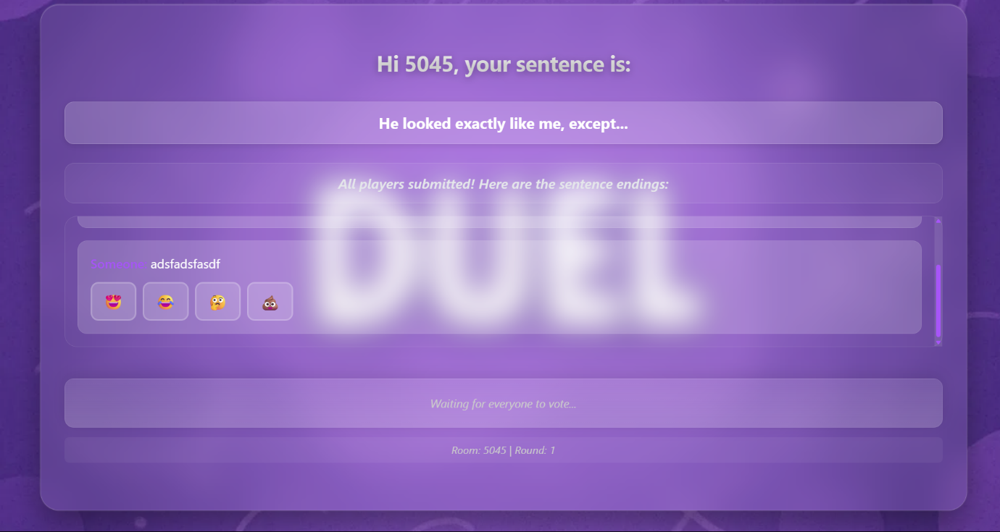 Hi 5045, your sentence is:
He looked exactly like me, except...
All players submitted! Here are the sentence endings:
DUEL
Someone: adsfadsfasdf
Waiting for everyone to vote...
Room: 5045 | Round: 1